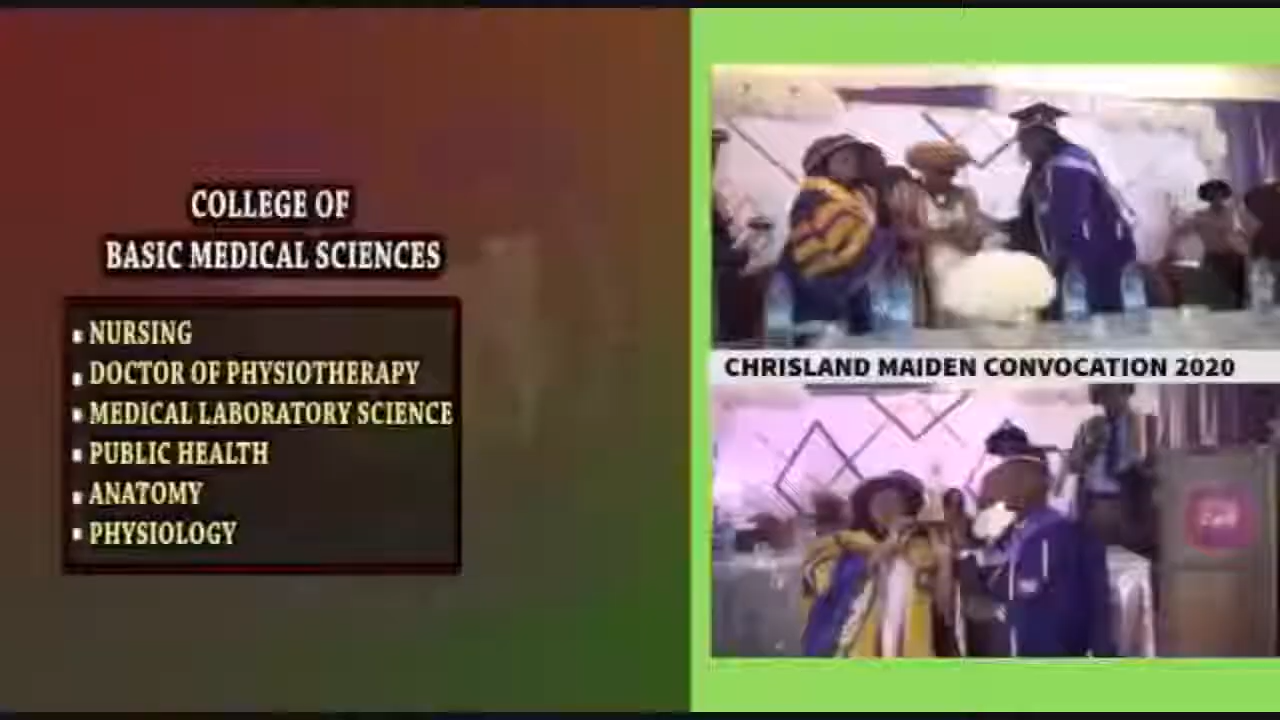 COLLEGE OF
BASIC MEDICAL SCIENCES
NURSING
DOCTOR OF PHYSIOTHERAPY
MEDICAL LABORATORY SCIENCE
PUBLIC HEALTH
ANATOMY
PHYSIOLOGY
CHRISLAND MAIDEN CONVOCATION 2020